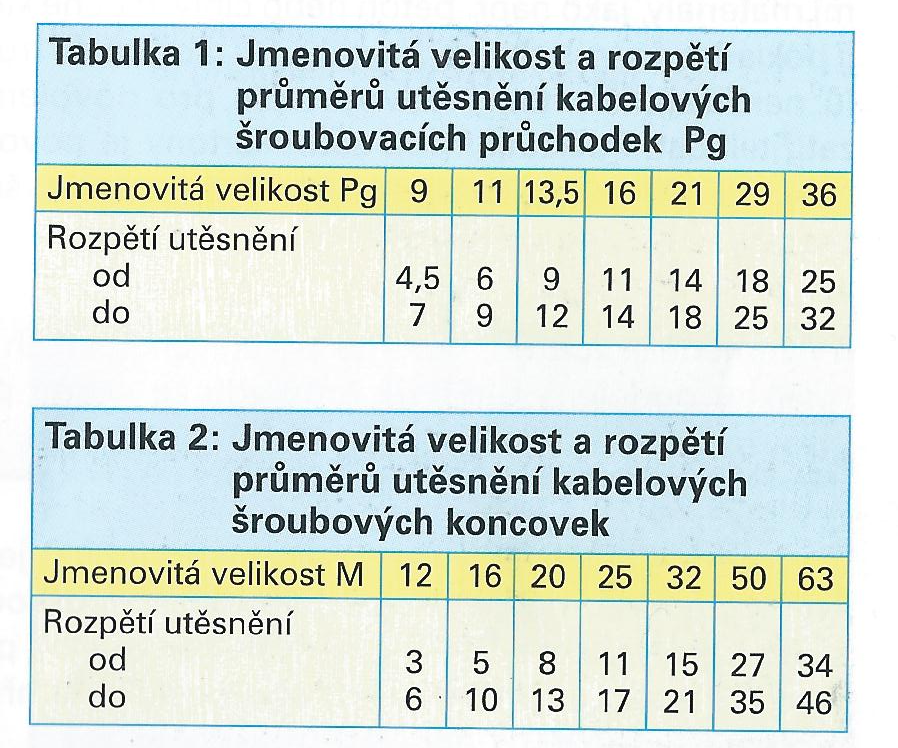 Tabulka 1: Jmenovitá velikost a rozpětí
průměrů utěsnění kabelových
šroubovacích průchodek Pg
Jmenovitá velikost Pg 9 11 13,5 16 21 29 36
Rozpětí utěsnění
od 4,5 6 9 11 14 18 25
do 7 9 12 14 18 25 32
Tabulka 2: Jmenovitá velikost a rozpětí
průměrů utěsnění kabelových
šroubových koncovek
Jmenovitá velikost M 12 16 20 25 32 50 63
Rozpětí utěsnění
od 3 5 8 11 15 27 34
do 6 10 13 17 21 35 46